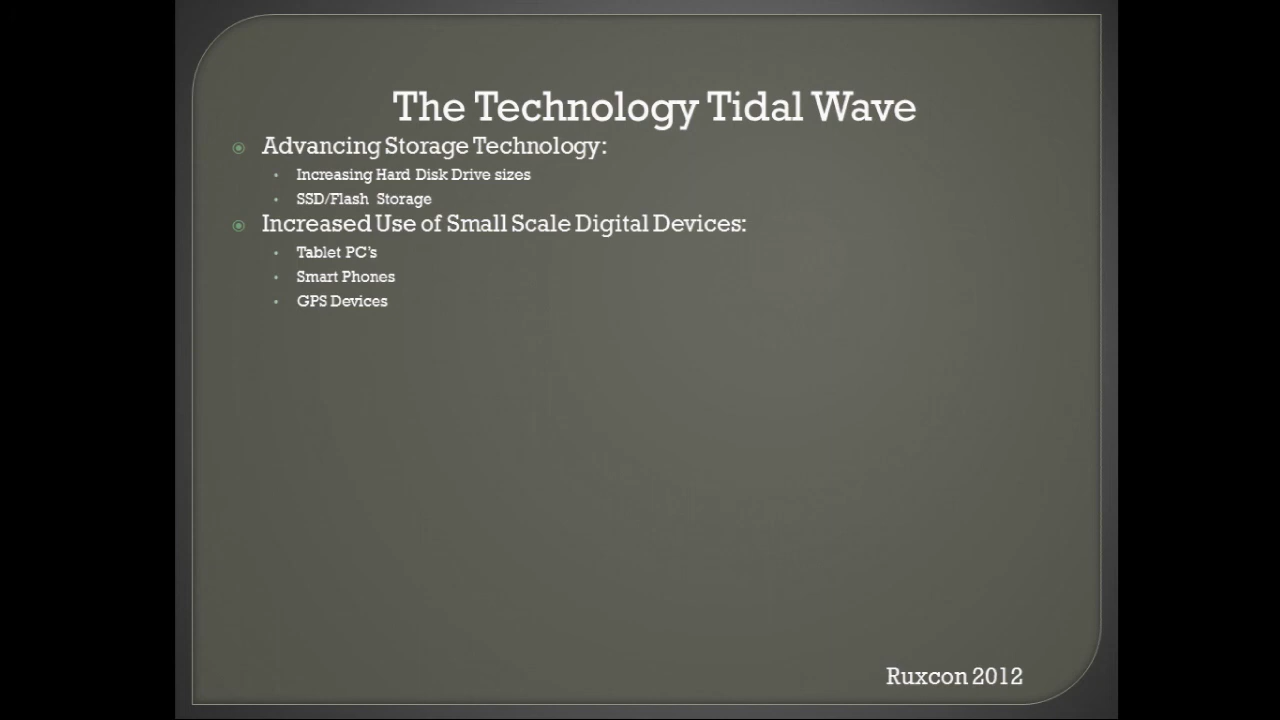 The Technology Tidal Wave
Advancing Storage Technology:
Increasing Hard Disk Drive sizes
SSD/Flash Storage
Increased Use of Small Scale Digital Devices:
Tablet PC's
Smart Phones
GPS Devices
Ruxcon 2012